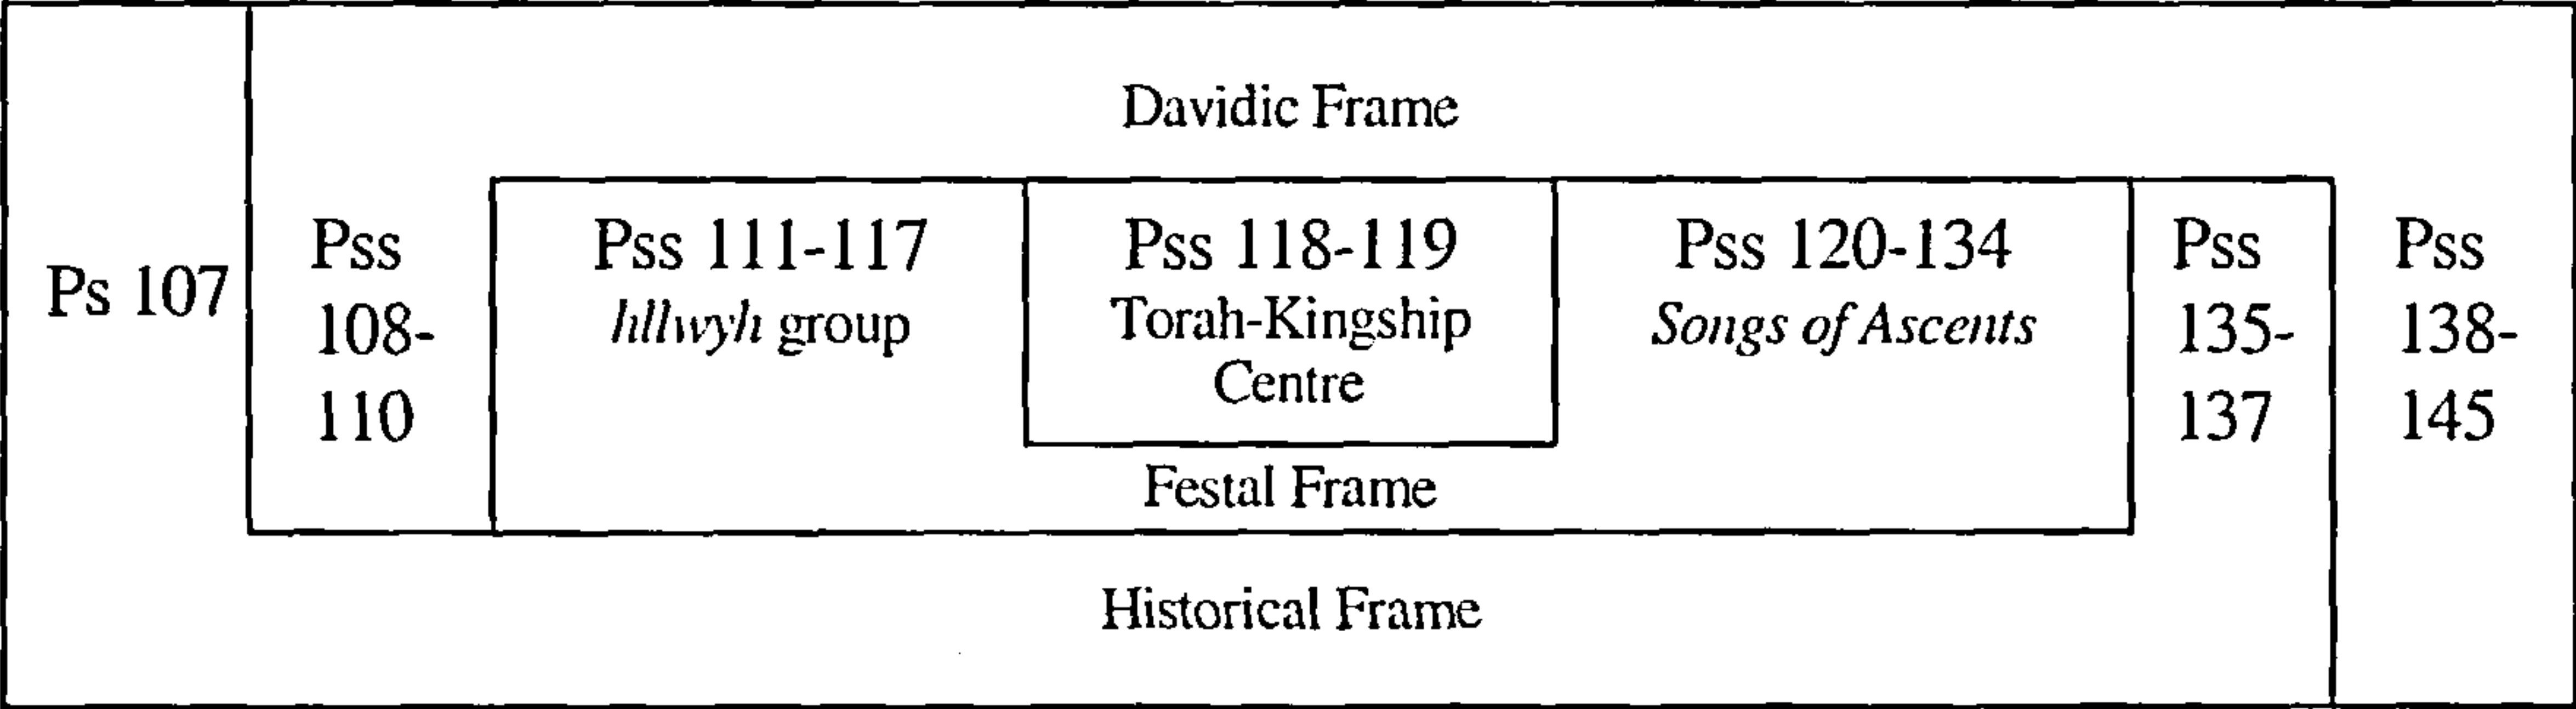 Davidic Frame
Ps 107
Pss
108-
110
Pss 111-117
hllwyh group
Pss 118-119
Torah-Kingship
Centre
Pss 120-134
Songs of Ascents
Pss
135-
137
Pss
138-
145
Festal Frame
Historical Frame